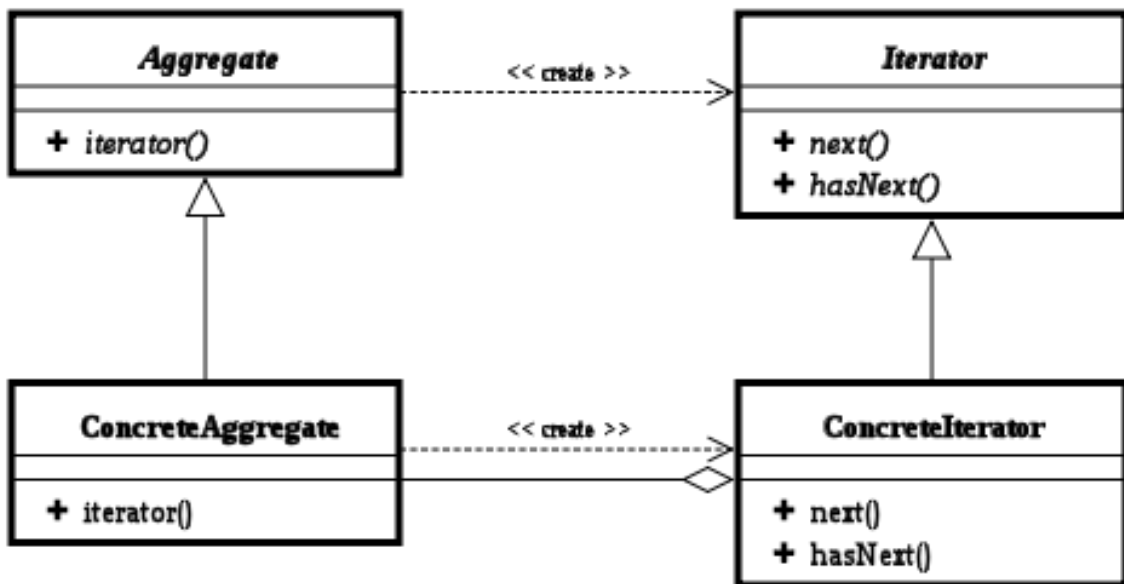 Aggregate
+ iterator()
<< create >>
Iterator
+ next()
+ hasNext()
ConcreteAggregate
+ iterator()
<< create >>
ConcreteIterator
+ next()
+ hasNext()